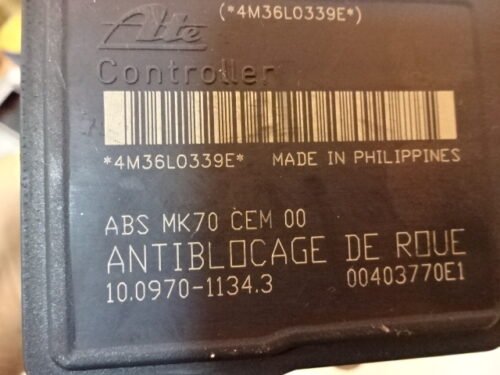 (*4M36L0339E*)
Ate
Controller
*4M36L0339E* MADE IN PHILIPPINES
ABS MK70 CEM 00
ANTIBLOCAGE DE ROUE
10.0970-1134.3 00403770E1